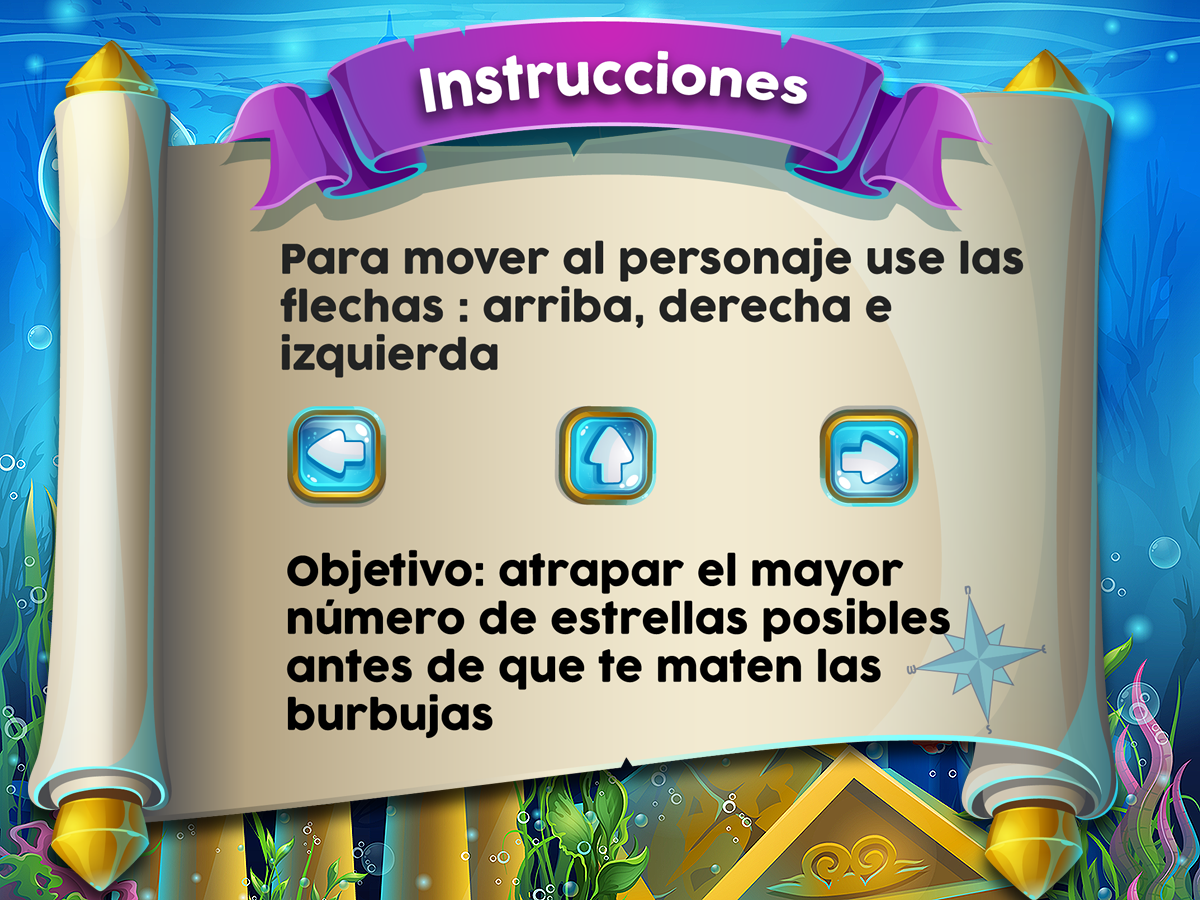 Instrucciones
Para mover al personaje use las
flechas : arriba, derecha e
izquierda
Objetivo: atrapar el mayor
número de estrellas posibles
antes de que te maten las
burbujas
N
W E
S